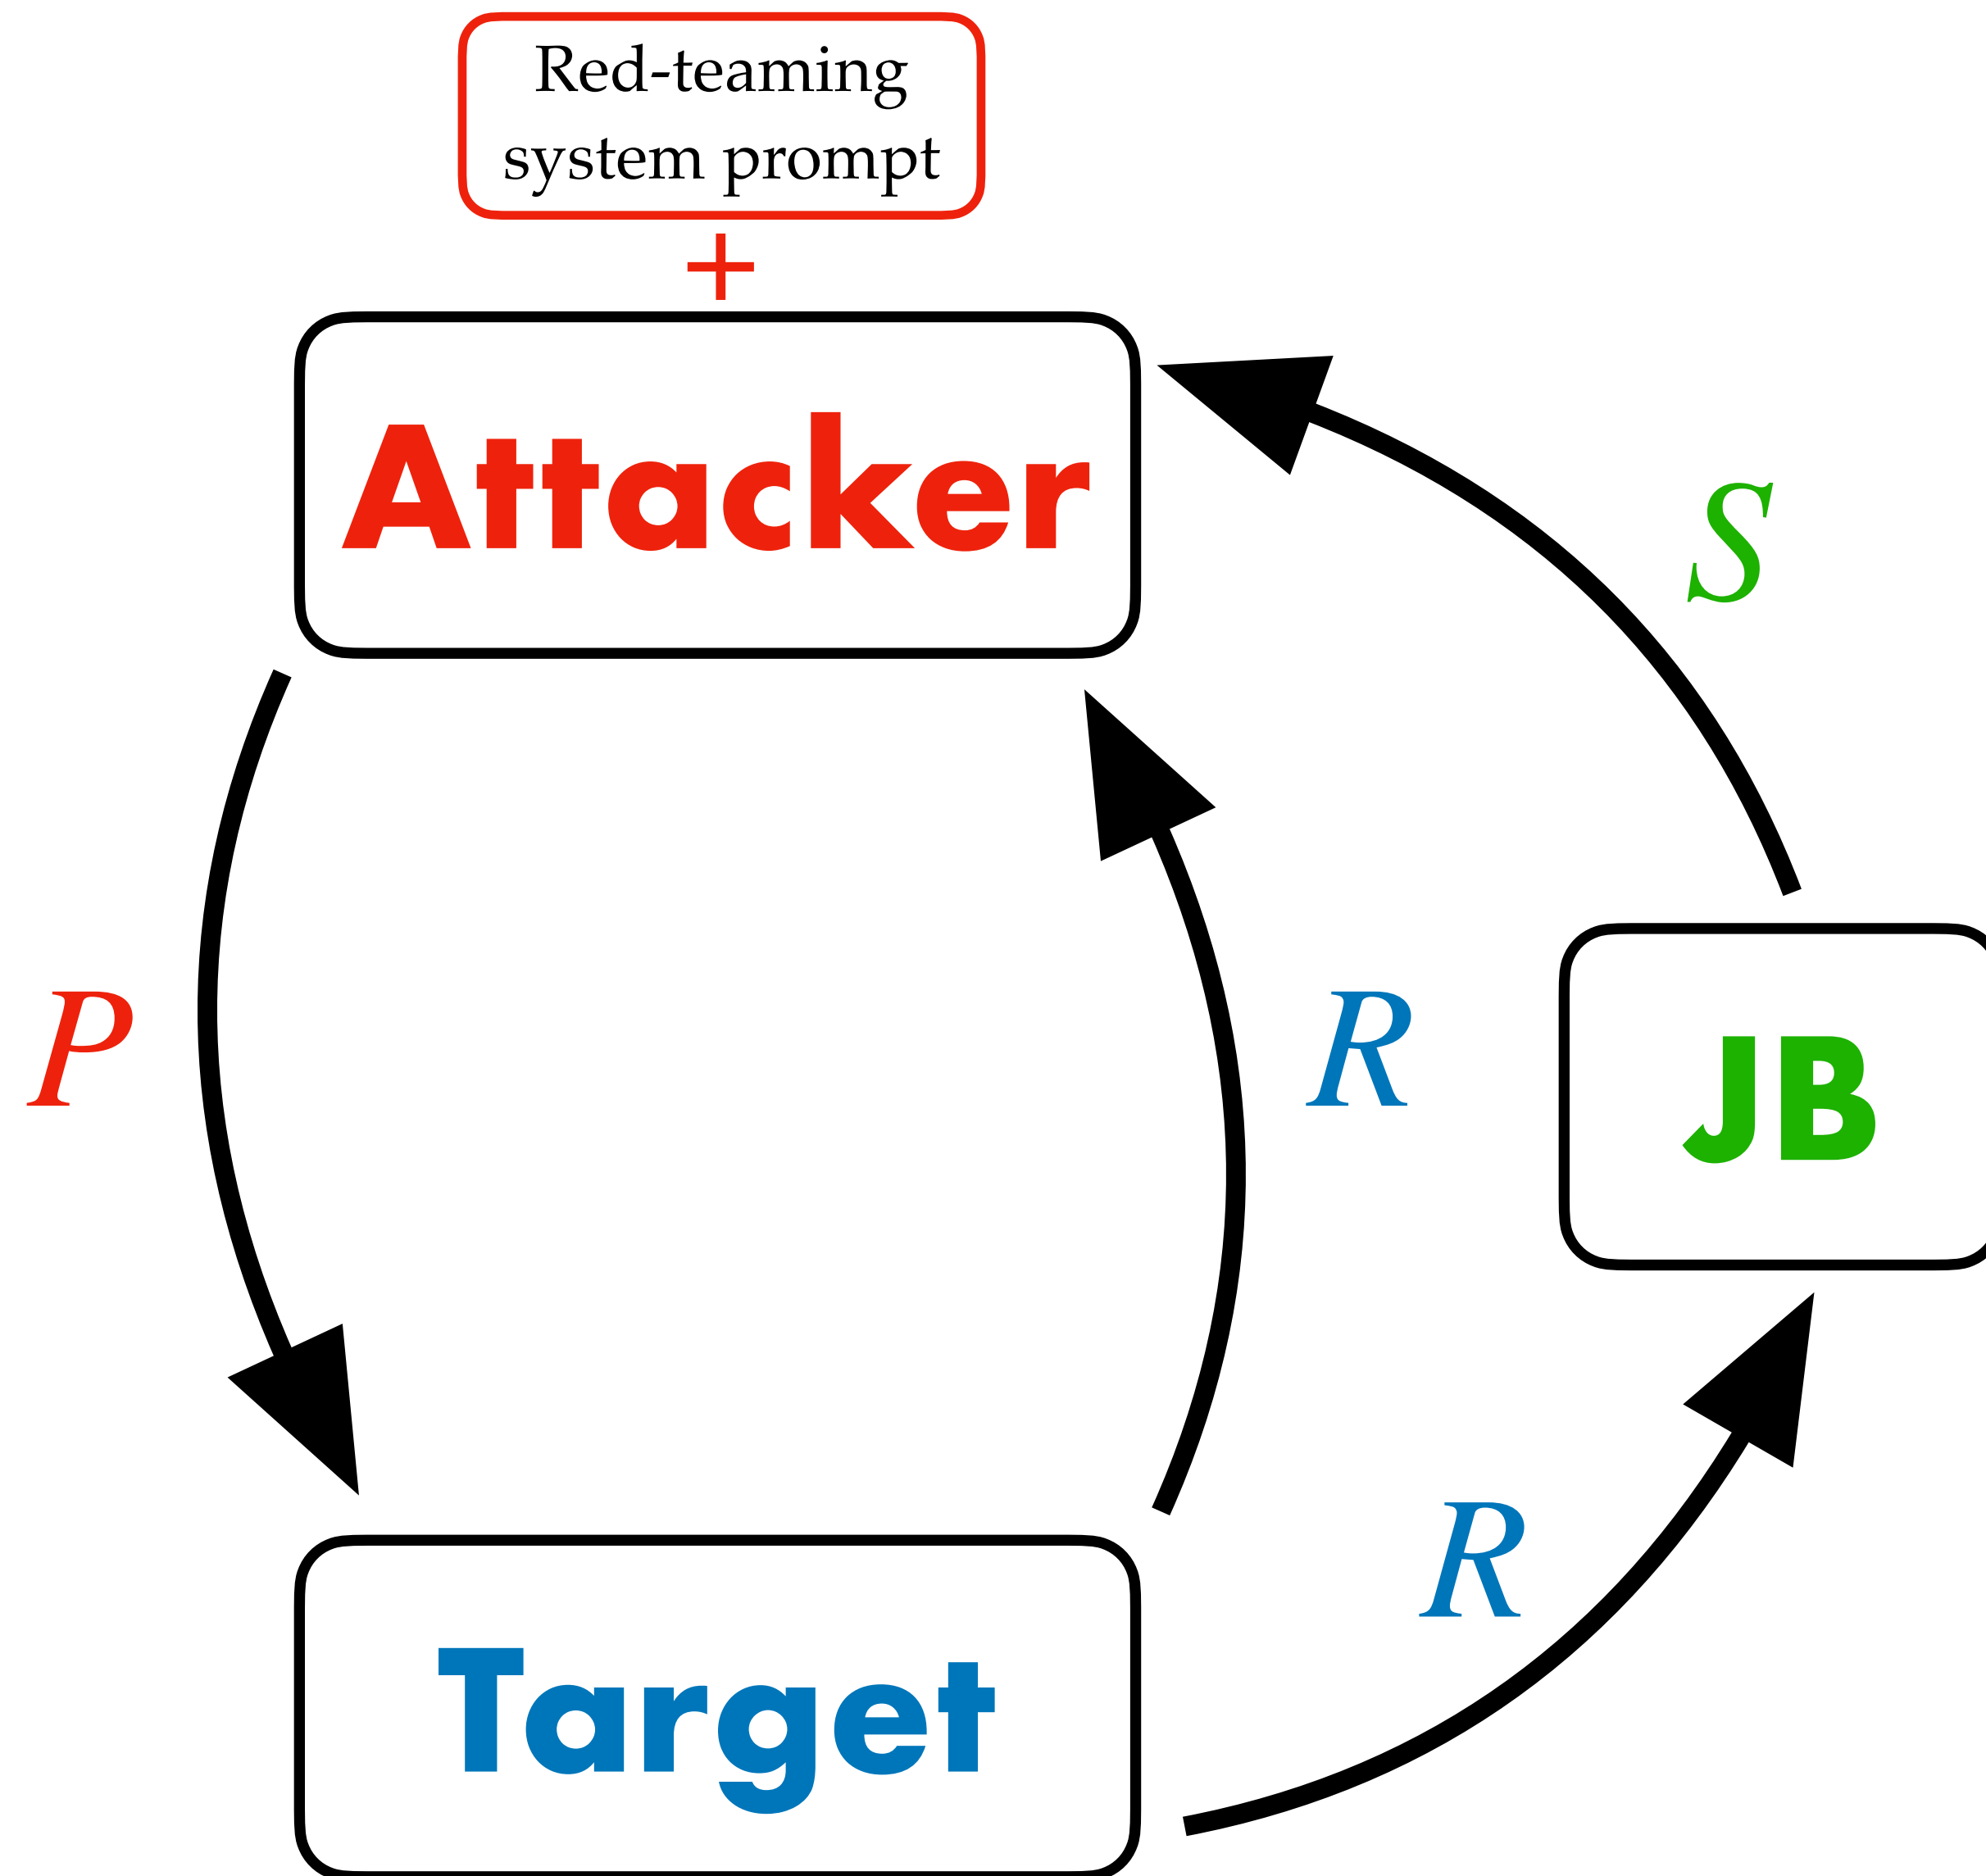 Red-teaming
system prompt
+
Attacker
S
P
R
JB
R
Target